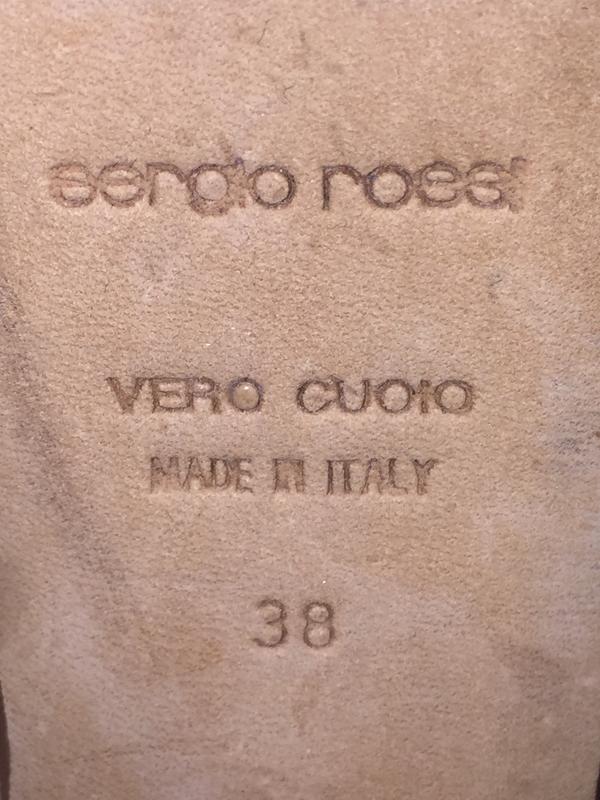 sergio rossi
VERO CUOIO
MADE IN ITALY
38